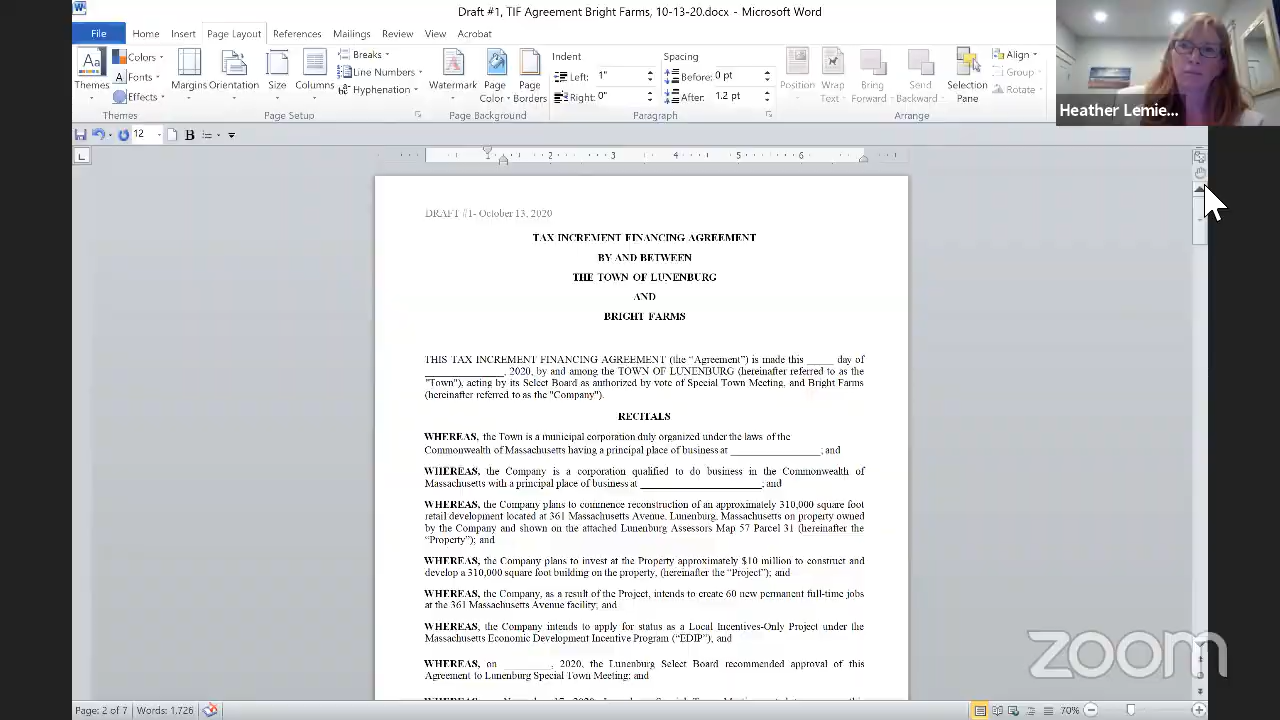 Draft #1, TIF Agreement Bright Farms, 10-13-20.docx - Microsoft Word
File Home Insert Page Layout References Mailings Review View Acrobat
Themes Colors Fonts Effects
Margins Orientation Size Columns Breaks Line Numbers Hyphenation
Watermark Page Color Page Borders
Indent Left: 1" Right: 0"
Spacing Before: 0 pt After: 1.2 pt
Position Wrap Text Bring Forward Send Backward Selection Pane Align Group Rotate
Themes Page Setup Page Background Paragraph Arrange
Heather Lemie...
12 B
1 2 3 4 5 6
DRAFT #1- October 13, 2020
TAX INCREMENT FINANCING AGREEMENT
BY AND BETWEEN
THE TOWN OF LUNENBURG
AND
BRIGHT FARMS
THIS TAX INCREMENT FINANCING AGREEMENT (the “Agreement”) is made this _____ day of
_______________, 2020, by and among the TOWN OF LUNENBURG (hereinafter referred to as the
"Town"), acting by its Select Board as authorized by vote of Special Town Meeting, and Bright Farms
(hereinafter referred to as the "Company").
RECITALS
WHEREAS, the Town is a municipal corporation duly organized under the laws of the
Commonwealth of Massachusetts having a principal place of business at _________________; and
WHEREAS, the Company is a corporation qualified to do business in the Commonwealth of
Massachusetts with a principal place of business at _______________________; and
WHEREAS, the Company plans to commence reconstruction of an approximately 310,000 square foot
retail development located at 361 Massachusetts Avenue, Lunenburg, Massachusetts on property owned
by the Company and shown on the attached Lunenburg Assessors Map 57 Parcel 31 (hereinafter the
“Property”); and
WHEREAS, the Company plans to invest at the Property approximately $10 million to construct and
develop a 310,000 square foot building on the property, (hereinafter the “Project”); and
WHEREAS, the Company, as a result of the Project, intends to create 60 new permanent full-time jobs
at the 361 Massachusetts Avenue facility; and
WHEREAS, the Company intends to apply for status as a Local Incentives-Only Project under the
Massachusetts Economic Development Incentive Program (“EDIP”); and
WHEREAS, on __________, 2020, the Lunenburg Select Board recommended approval of this
Agreement to Lunenburg Special Town Meeting; and
zoom
Page: 2 of 7 Words: 1,726 70%